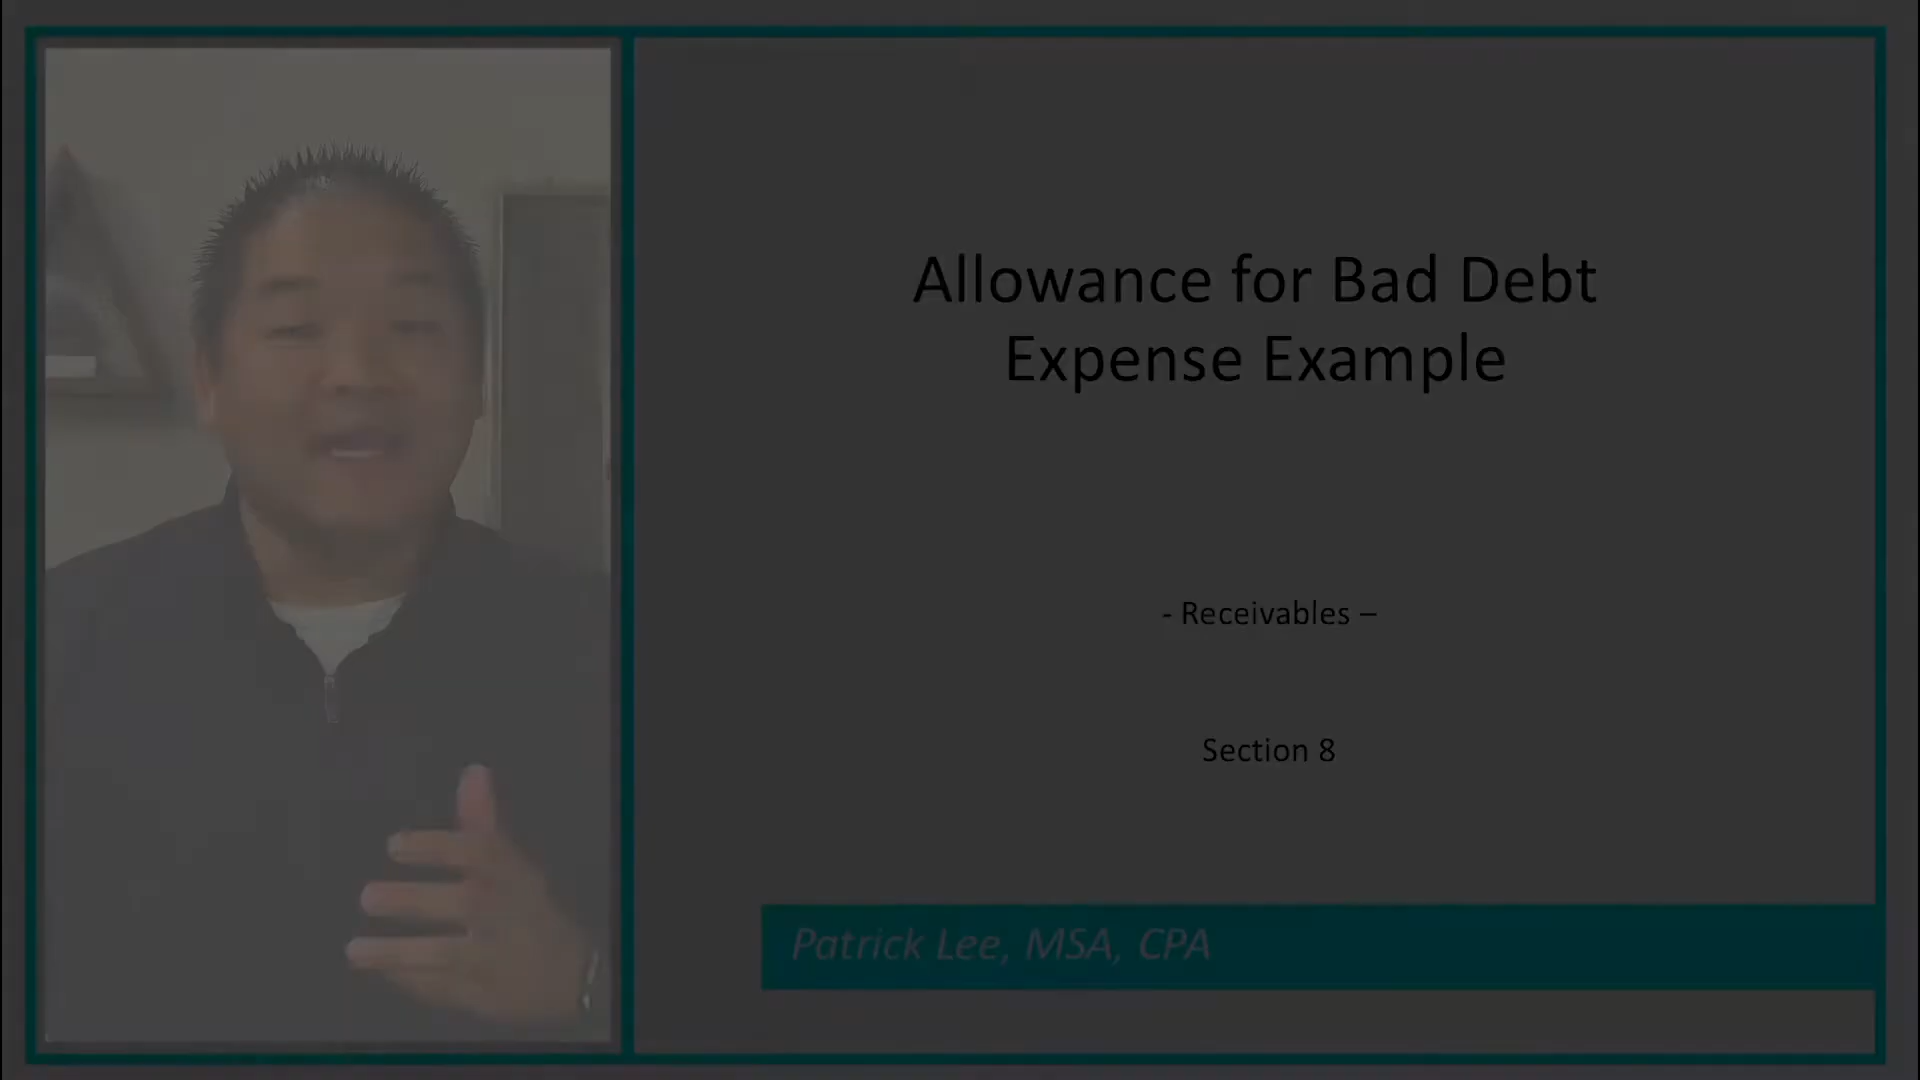 Allowance for Bad Debt
Expense Example
- Receivables –
Section 8
Patrick Lee, MSA, CPA